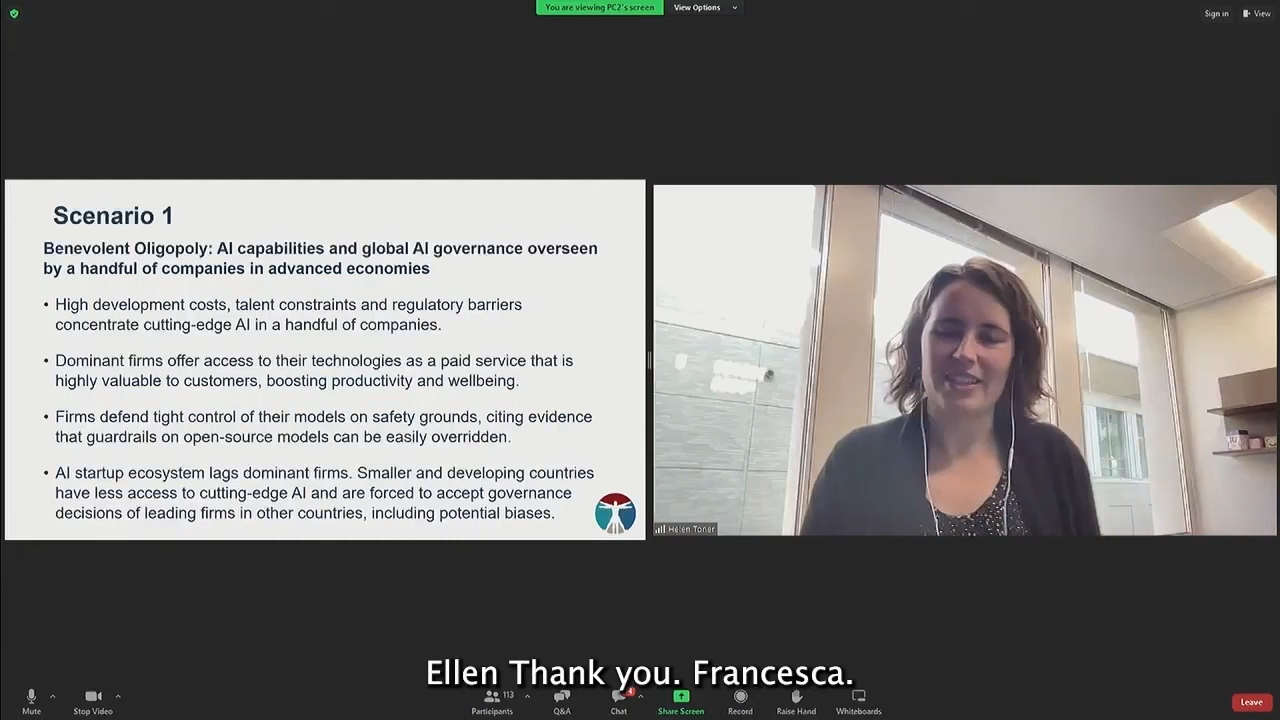 You are viewing PC2's screen
View Options
Sign in
View
Scenario 1
Benevolent Oligopoly: AI capabilities and global AI governance overseen
by a handful of companies in advanced economies
• High development costs, talent constraints and regulatory barriers
concentrate cutting-edge AI in a handful of companies.
• Dominant firms offer access to their technologies as a paid service that is
highly valuable to customers, boosting productivity and wellbeing.
• Firms defend tight control of their models on safety grounds, citing evidence
that guardrails on open-source models can be easily overridden.
• AI startup ecosystem lags dominant firms. Smaller and developing countries
have less access to cutting-edge AI and are forced to accept governance
decisions of leading firms in other countries, including potential biases.
Helen Toner
Ellen Thank you. Francesca.
Mute
Stop Video
113
Participants
Q&A
4
Chat
Share Screen
Record
Raise Hand
Whiteboards
Leave